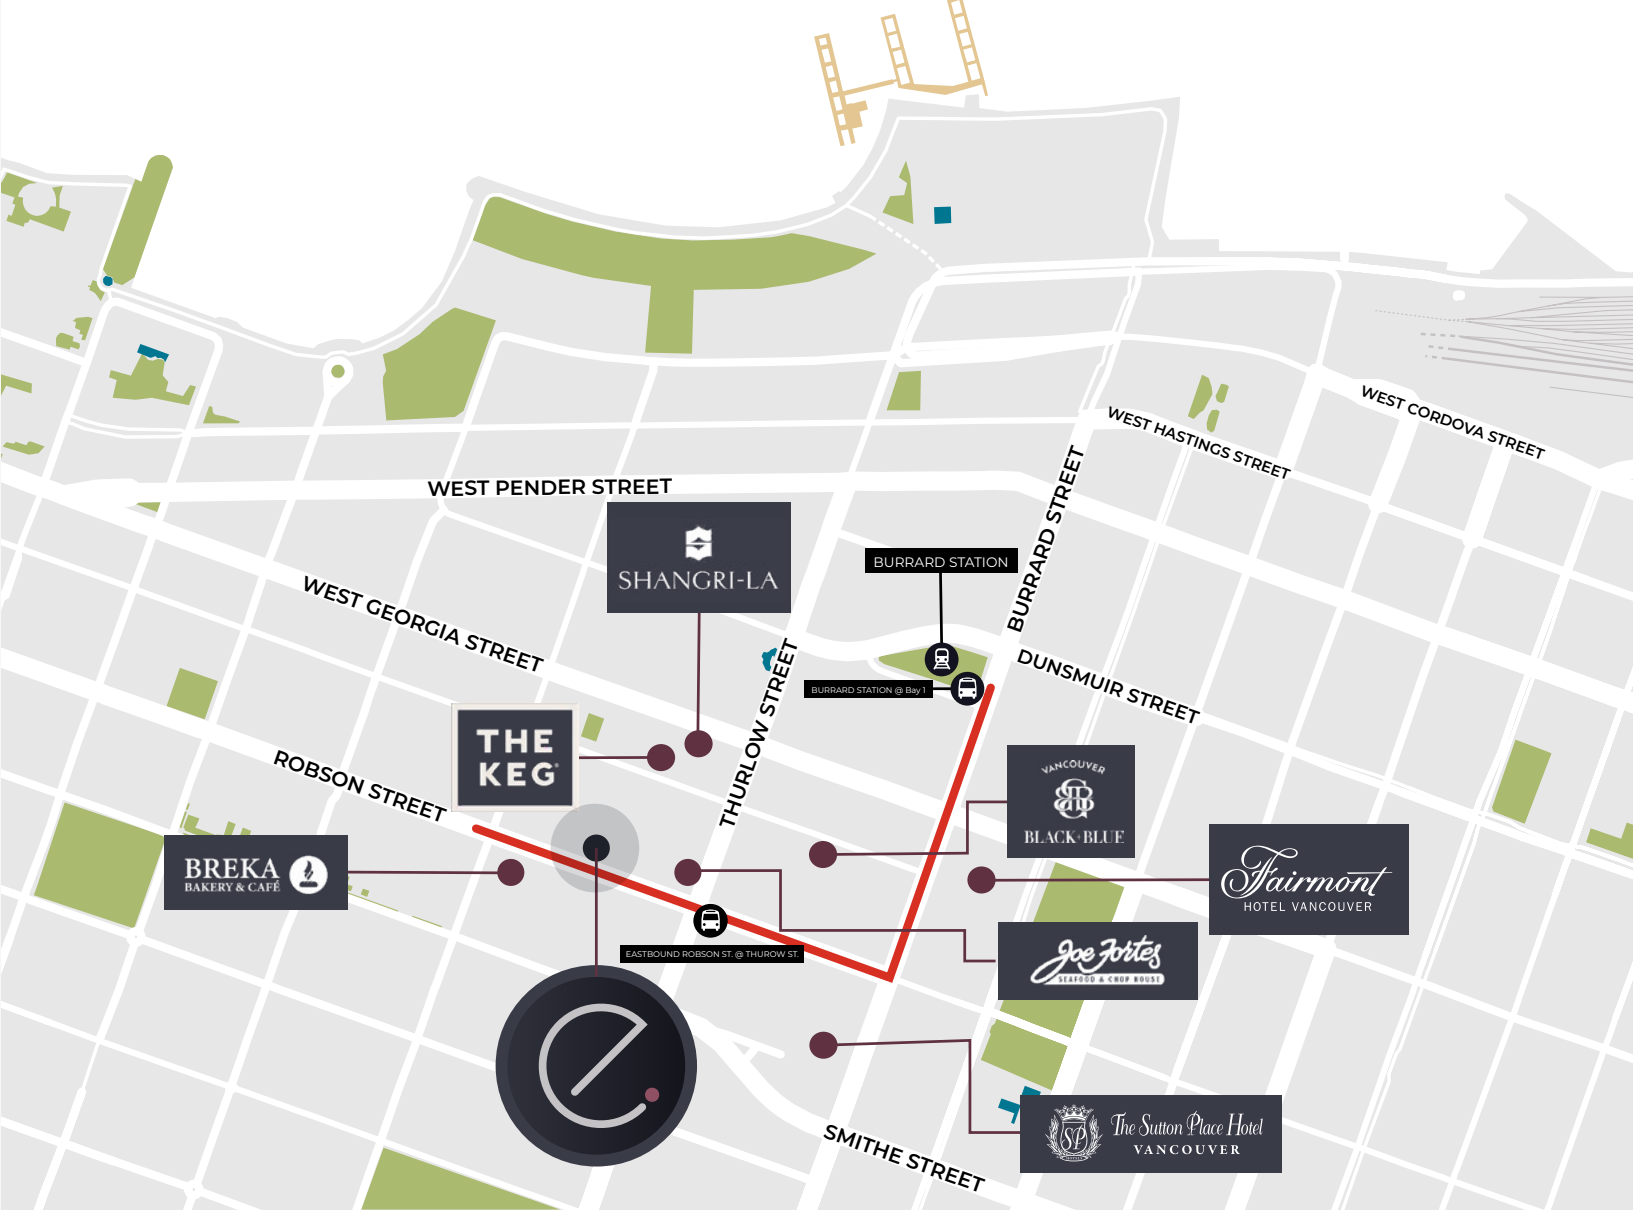 WEST CORDOVA STREET
WEST HASTINGS STREET
WEST PENDER STREET
BURRARD STREET
SHANGRI-LA
BURRARD STATION
WEST GEORGIA STREET
DUNSMUIR STREET
THURLOW STREET
BURRARD STATION @ Bay 1
THE
KEG
ROBSON STREET
VANCOUVER
BB
BLACK+BLUE
BREKA
BAKERY & CAFÉ
Fairmont
HOTEL VANCOUVER
EASTBOUND ROBSON ST. @ THUROW ST.
Joe Fortes
SEAFOOD & CHOP HOUSE
e
SP
The Sutton Place Hotel
VANCOUVER
SMITHE STREET